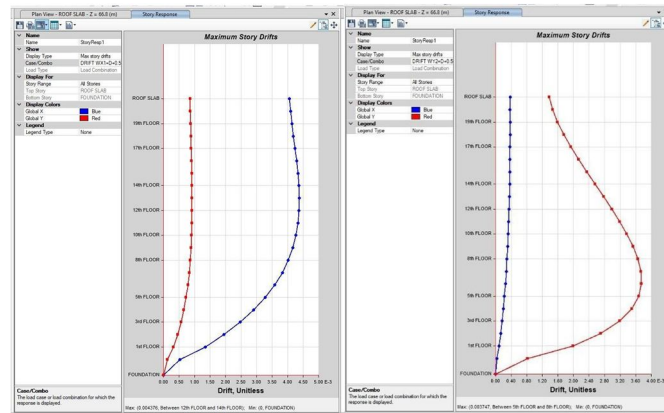 Plan View - ROOF SLAB - Z = 66.8 (m)
Story Response
Name
Name StoryResp1
Show
Display Type Max story drifts
Case/Combo DRIFT WX1+D+0.5
Load Type Load Combination
Display For
Story Range All Stories
Top Story ROOF SLAB
Bottom Story FOUNDATION
Display Colors
Global X Blue
Global Y Red
Legend
Legend Type None
Case/Combo
The load case or load combination for which the
response is displayed.
Maximum Story Drifts
ROOF SLAB
19th FLOOR
17th FLOOR
14th FLOOR
12th FLOOR
10th FLOOR
8th FLOOR
5th FLOOR
3rd FLOOR
1st FLOOR
FOUNDATION
0.00 0.50 1.00 1.50 2.00 2.50 3.00 3.50 4.00 4.50 5.00 E-3
Drift, Unitless
Max: (0.004376, Between 12th FLOOR and 14th FLOOR); Min: (0, FOUNDATION)
Plan View - ROOF SLAB - Z = 66.8 (m)
Story Response
Name
Name StoryResp1
Show
Display Type Max story drifts
Case/Combo DRIFT WY2+D+0.5
Load Type Load Combination
Display For
Story Range All Stories
Top Story ROOF SLAB
Bottom Story FOUNDATION
Display Colors
Global X Blue
Global Y Red
Legend
Legend Type None
Case/Combo
The load case or load combination for which the
response is displayed.
Maximum Story Drifts
ROOF SLAB
19th FLOOR
17th FLOOR
14th FLOOR
12th FLOOR
10th FLOOR
8th FLOOR
5th FLOOR
3rd FLOOR
1st FLOOR
FOUNDATION
0.00 0.40 0.80 1.20 1.60 2.00 2.40 2.80 3.20 3.60 4.00 E-3
Drift, Unitless
Max: (0.003747, Between 5th FLOOR and 6th FLOOR); Min: (0, FOUNDATION)